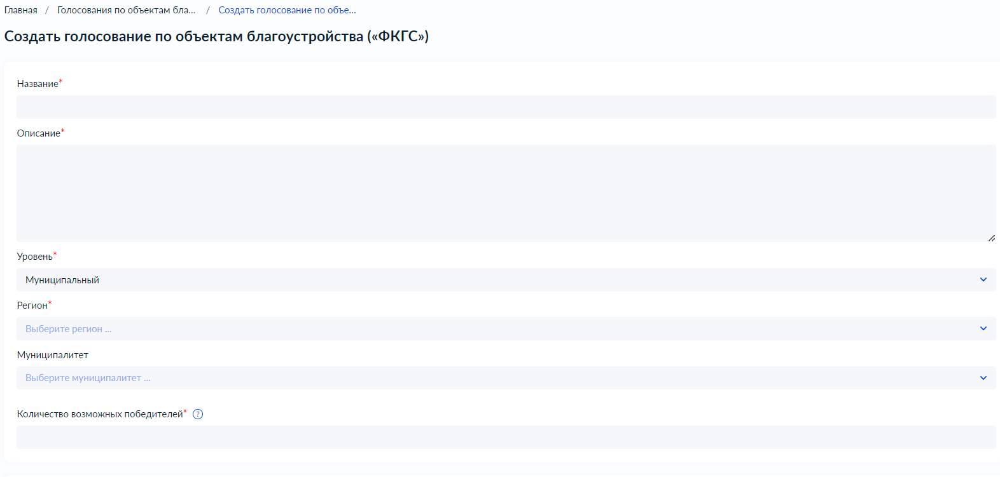 Главная / Голосования по объектам бла... / Создать голосование по объе...
Создать голосование по объектам благоустройства («ФКГС»)
Название*
Описание*
Уровень*
Муниципальный
Регион*
Выберите регион ...
Муниципалитет
Выберите муниципалитет ...
Количество возможных победителей* ?